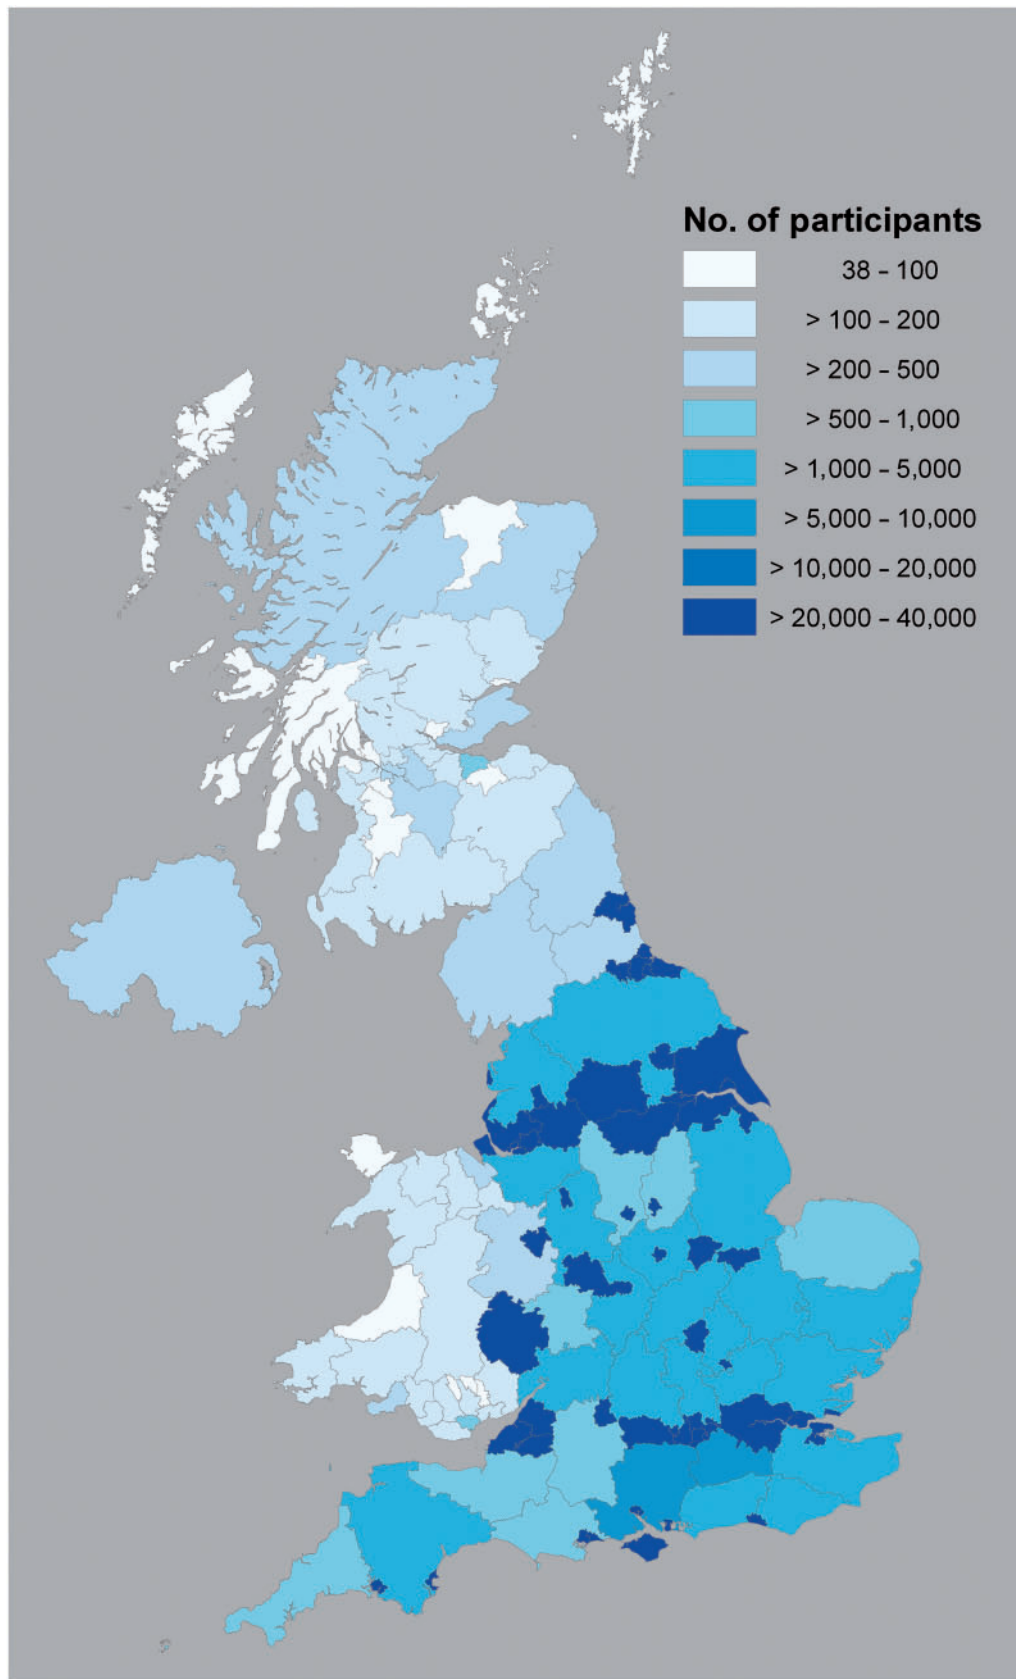 No. of participants
38 – 100
> 100 – 200
> 200 – 500
> 500 – 1,000
> 1,000 – 5,000
> 5,000 – 10,000
> 10,000 – 20,000
> 20,000 – 40,000